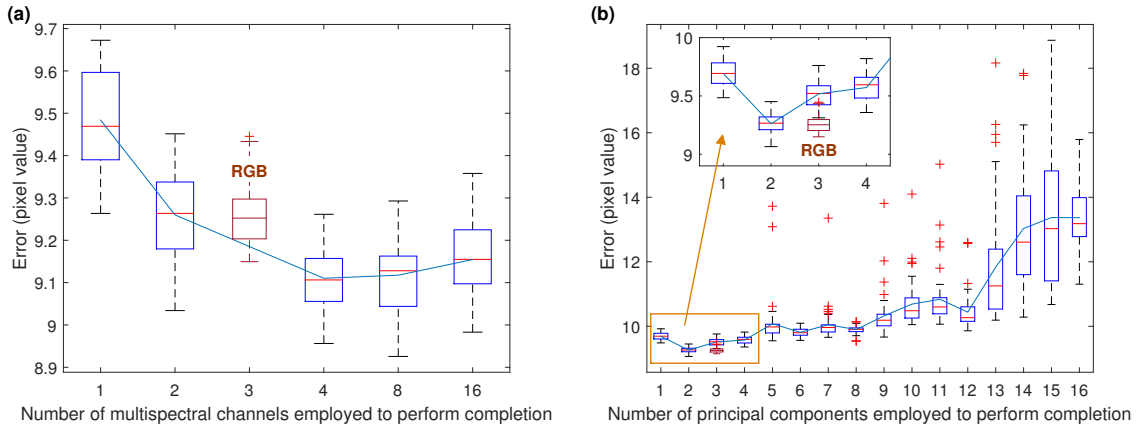 (a)
9.7
9.6
9.5
9.4
9.3
9.2
9.1
9
8.9
Error (pixel value)
RGB
1 2 3 4 8 16
Number of multispectral channels employed to perform completion
(b)
18
16
14
12
10
Error (pixel value)
10
9.5
9
RGB
1 2 3 4
1 2 3 4 5 6 7 8 9 10 11 12 13 14 15 16
Number of principal components employed to perform completion